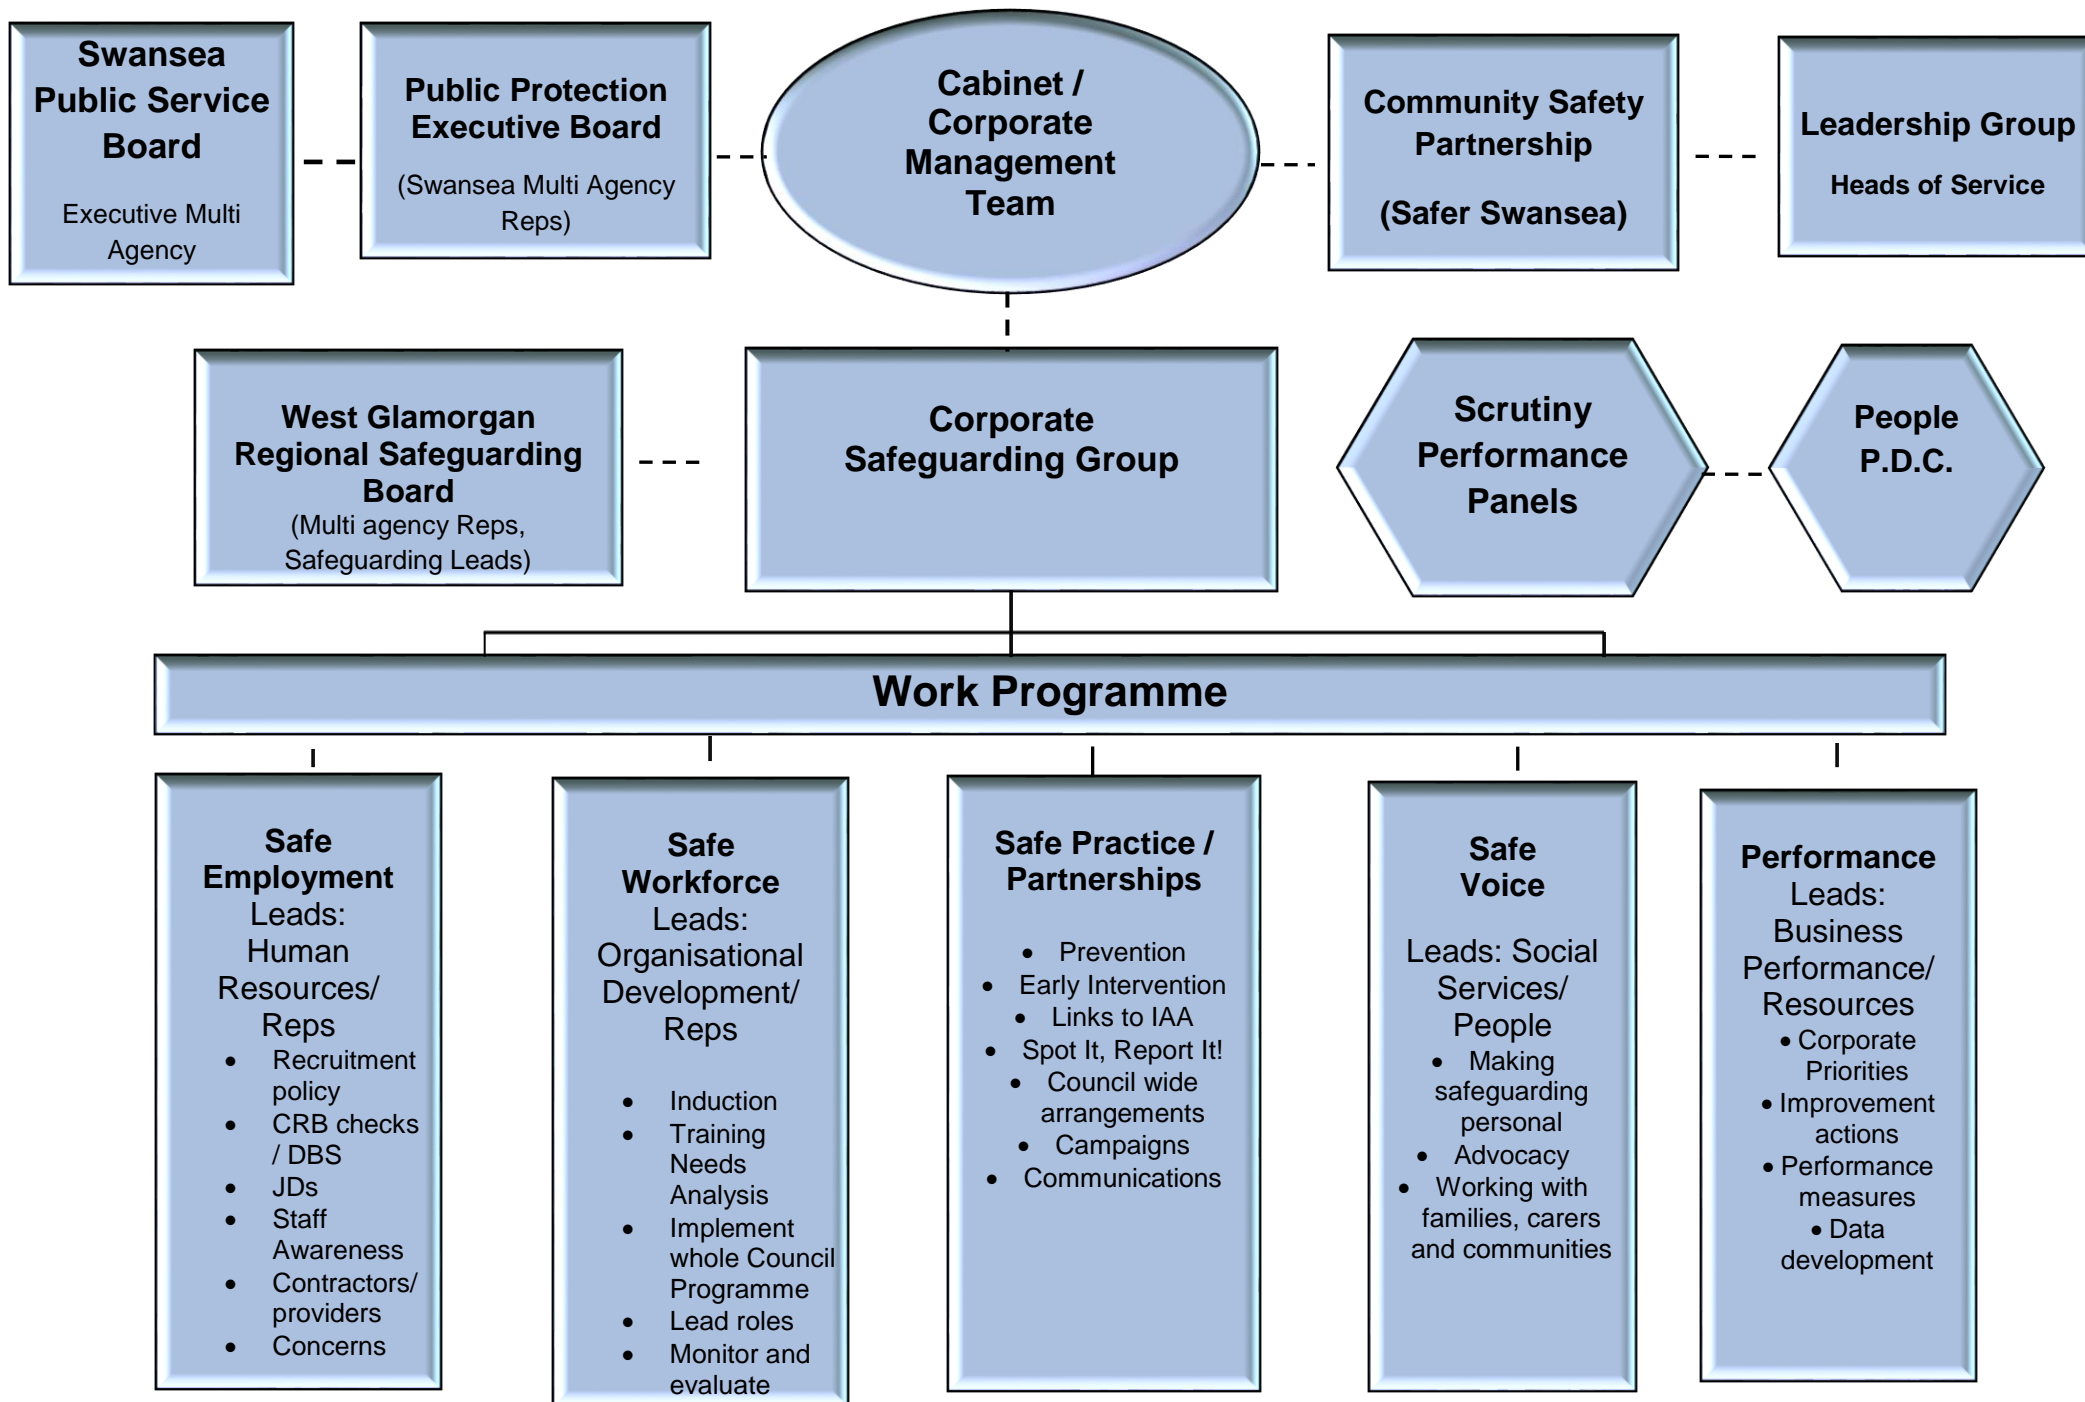 Swansea
Public Service
Board
Executive Multi
Agency
Public Protection
Executive Board
(Swansea Multi Agency
Reps)
Cabinet /
Corporate
Management
Team
Community Safety
Partnership
(Safer Swansea)
Leadership Group
Heads of Service
West Glamorgan
Regional Safeguarding
Board
(Multi agency Reps,
Safeguarding Leads)
Corporate
Safeguarding Group
Scrutiny
Performance
Panels
People
P.D.C.
Work Programme
Safe
Employment
Leads:
Human
Resources/
Reps
• Recruitment
policy
• CRB checks
/ DBS
• JDs
• Staff
Awareness
• Contractors/
providers
• Concerns
Safe
Workforce
Leads:
Organisational
Development/
Reps
• Induction
• Training
Needs
Analysis
• Implement
whole Council
Programme
• Lead roles
• Monitor and
evaluate
Safe Practice /
Partnerships
• Prevention
• Early Intervention
• Links to IAA
• Spot It, Report It!
• Council wide
arrangements
• Campaigns
• Communications
Safe
Voice
Leads: Social
Services/
People
• Making
safeguarding
personal
• Advocacy
• Working with
families, carers
and communities
Performance
Leads:
Business
Performance/
Resources
• Corporate
Priorities
• Improvement
actions
• Performance
measures
• Data
development